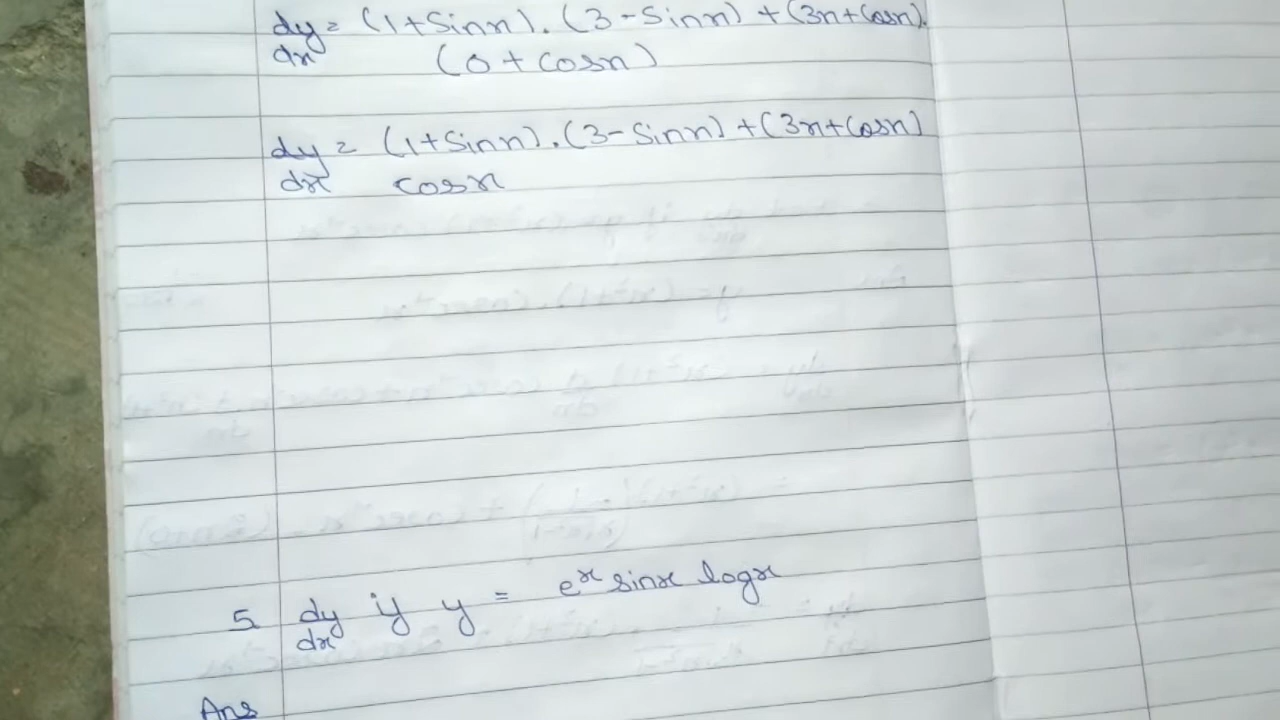 dy/dx = (1+Sinx). (3-Sinx) + (3x+Cosx).
(0+cosx)
dy/dx = (1+Sinx).(3-Sinx)+(3x+Cosx)
cosx
5. dy/dx if y = eˣ sinx logx
Ans